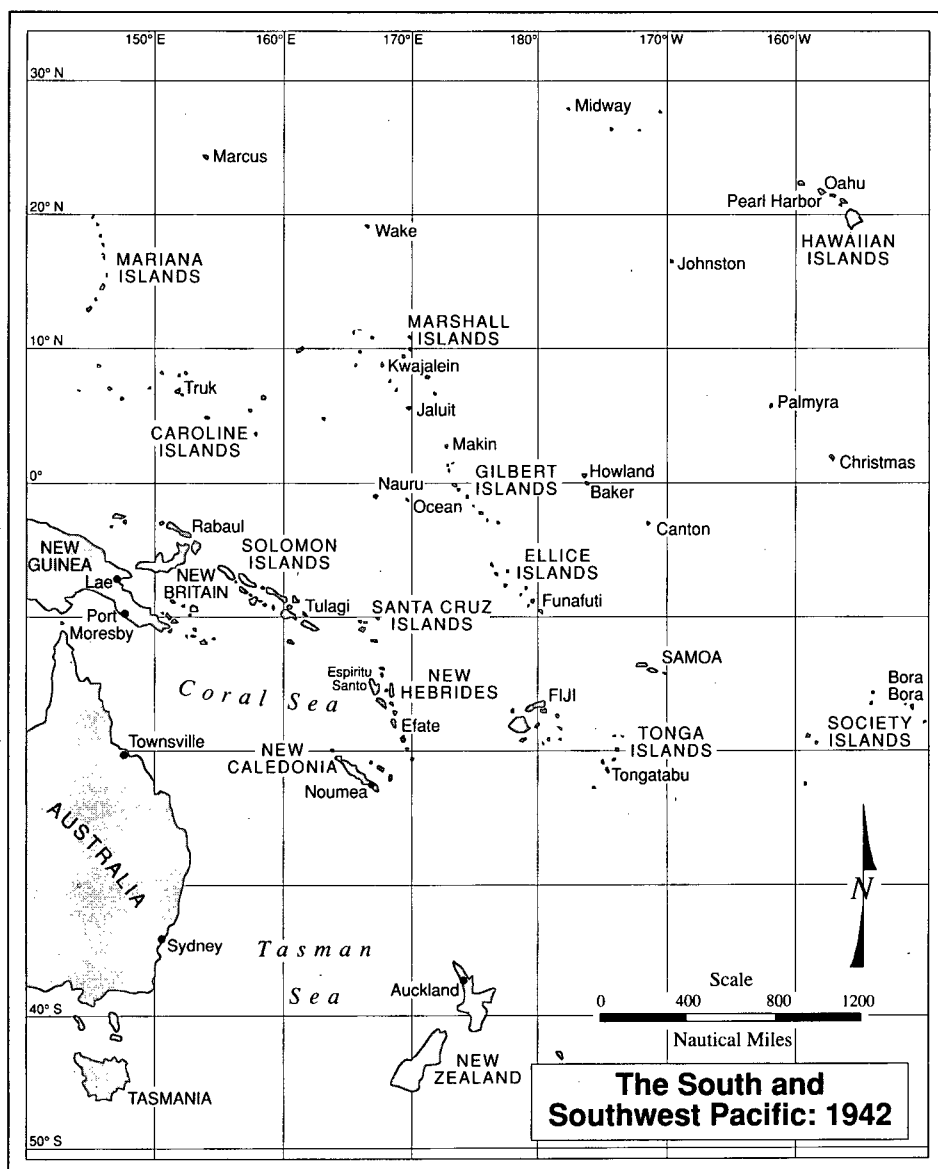 150°E 160°E 170°E 180° 170°W 160°W
30° N
Midway
Marcus
Oahu
Pearl Harbor
20° N
Wake
HAWAIIAN
ISLANDS
MARIANA
ISLANDS
Johnston
MARSHALL
ISLANDS
10° N
Kwajalein
Truk
Jaluit
Palmyra
CAROLINE
ISLANDS
Makin
Christmas
GILBERT
ISLANDS
Howland
Baker
0°
Nauru
Ocean
Canton
Rabaul
NEW
GUINEA
SOLOMON
ISLANDS
Lae
NEW
BRITAIN
ELLICE
ISLANDS
Funafuti
Tulagi
Port
Moresby
SANTA CRUZ
ISLANDS
SAMOA
Espiritu
Santo
NEW
HEBRIDES
Coral Sea
FIJI
Bora
Bora
Efate
SOCIETY
ISLANDS
Townsville
NEW
CALEDONIA
TONGA
ISLANDS
Noumea
Tongatabu
AUSTRALIA
N
Sydney
Tasman
Sea
Auckland
Scale
0 400 800 1200
Nautical Miles
40° S
NEW
ZEALAND
TASMANIA
The South and
Southwest Pacific: 1942
50° S